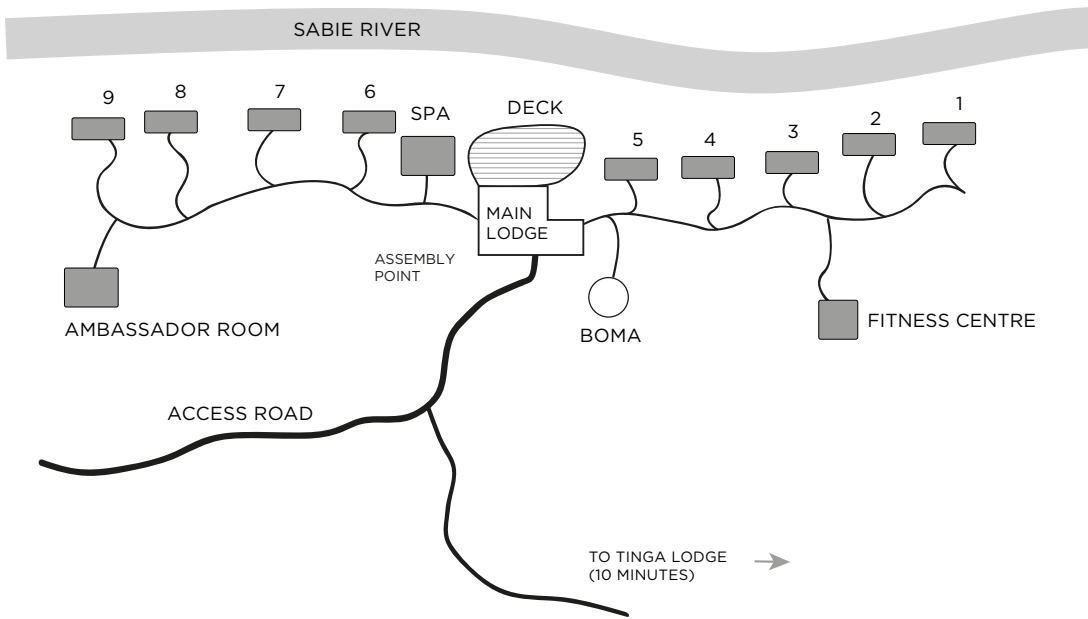 SABIE RIVER
9
8
7
6
SPA
DECK
5
4
3
2
1
MAIN
LODGE
ASSEMBLY
POINT
AMBASSADOR ROOM
BOMA
FITNESS CENTRE
ACCESS ROAD
TO TINGA LODGE
(10 MINUTES)